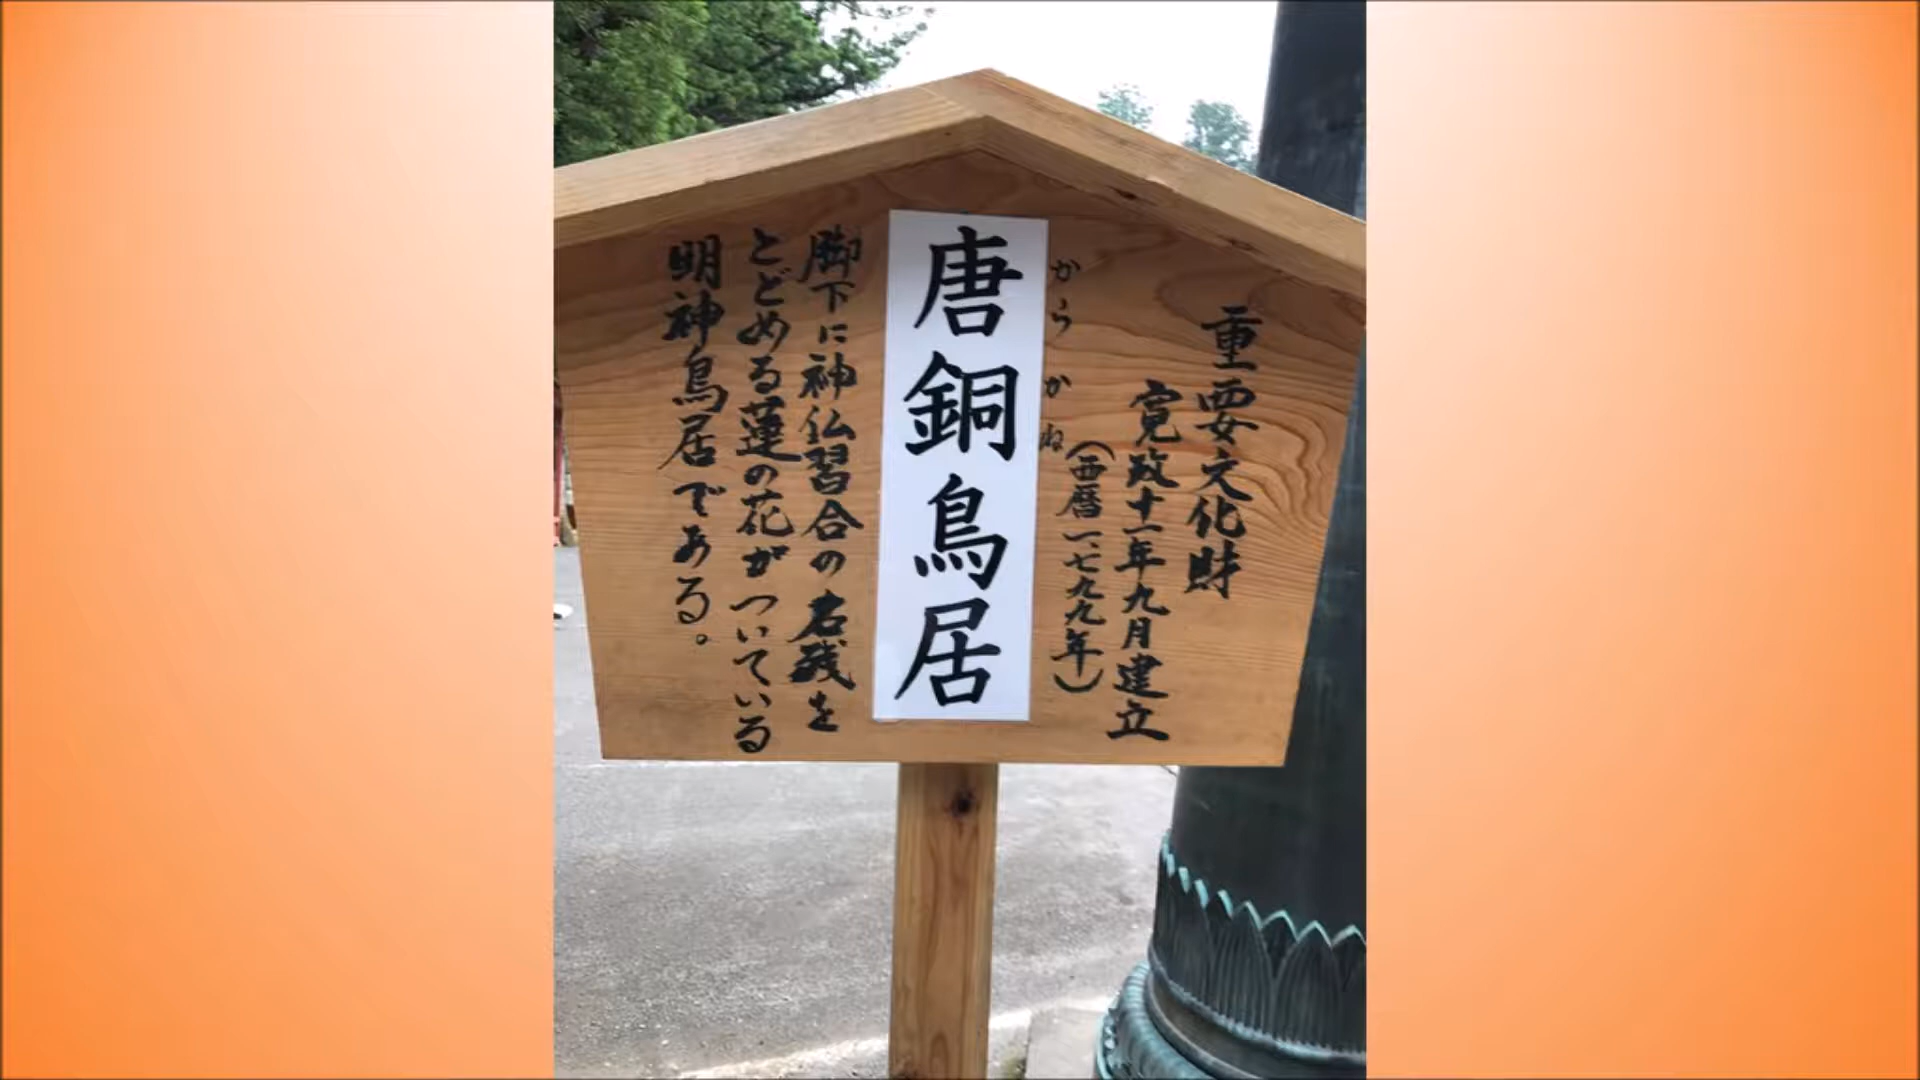 重要文化財
寛政十一年九月建立
(西暦一、七九九年)
からかね
唐銅鳥居
脚下に神仏習合の名残を
とどめる蓮の花がついている
明神鳥居である。